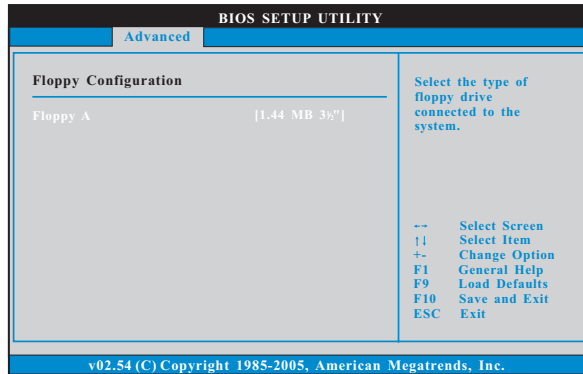 BIOS SETUP UTILITY
Advanced
Floppy Configuration
Floppy A [1.44 MB 3½"]
Select the type of
floppy drive
connected to the
system.
←→ Select Screen
↑↓ Select Item
+- Change Option
F1 General Help
F9 Load Defaults
F10 Save and Exit
ESC Exit
v02.54 (C) Copyright 1985-2005, American Megatrends, Inc.